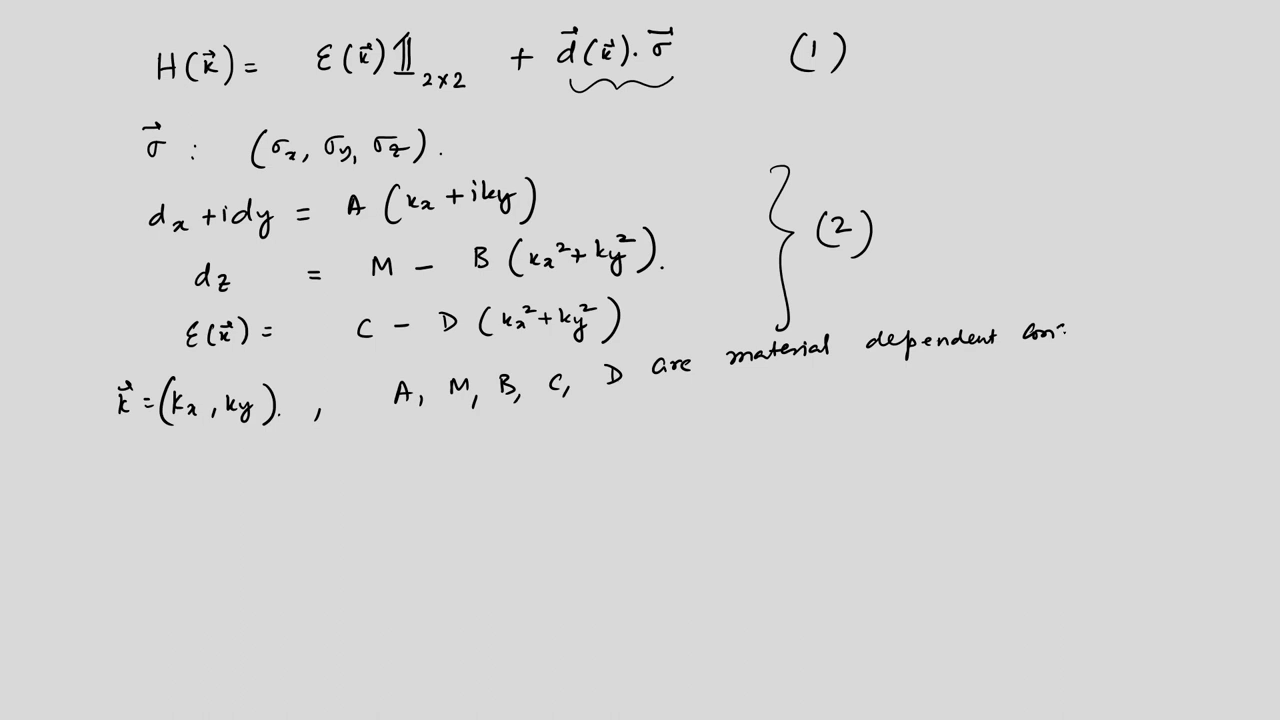 H(k⃗) = ε(k⃗) 𝟙₂ₓ₂ + d⃗(k⃗)·σ⃗ (1)
σ⃗ : (σₓ, σy, σz).
dₓ + idy = A (kₓ + iky)
dz = M − B (kₓ² + ky²). } (2)
ε(k⃗) = C − D (kₓ² + ky²)
k⃗ = (kₓ, ky). , A, M, B, C, D are material dependent